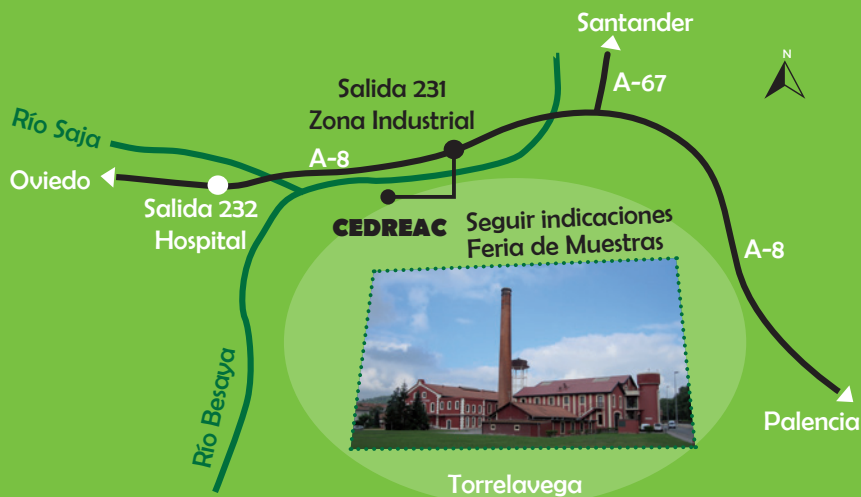 Santander
N
A-67
Salida 231
Zona Industrial
Río Saja
A-8
Oviedo
Salida 232
Hospital
CEDREAC
Seguir indicaciones
Feria de Muestras
A-8
Río Besaya
Palencia
Torrelavega